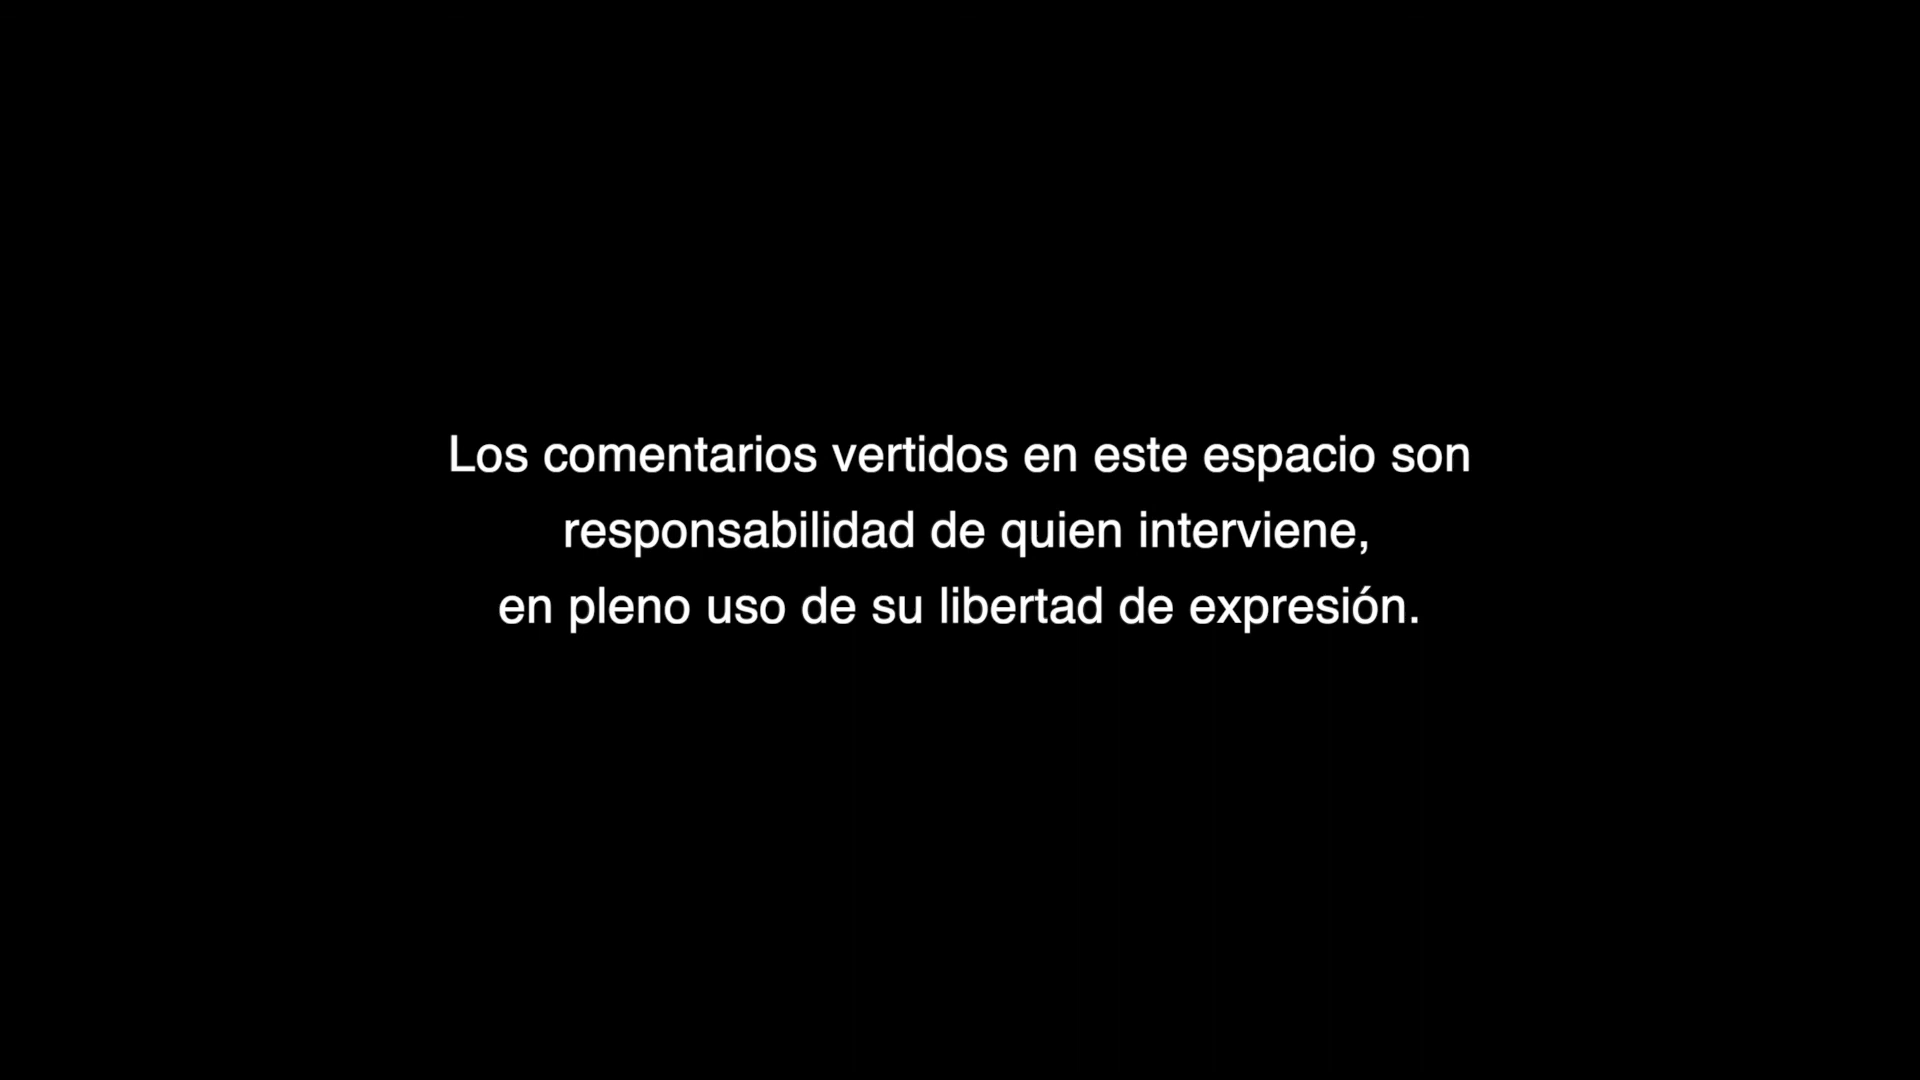 Los comentarios vertidos en este espacio son
responsabilidad de quien interviene,
en pleno uso de su libertad de expresión.